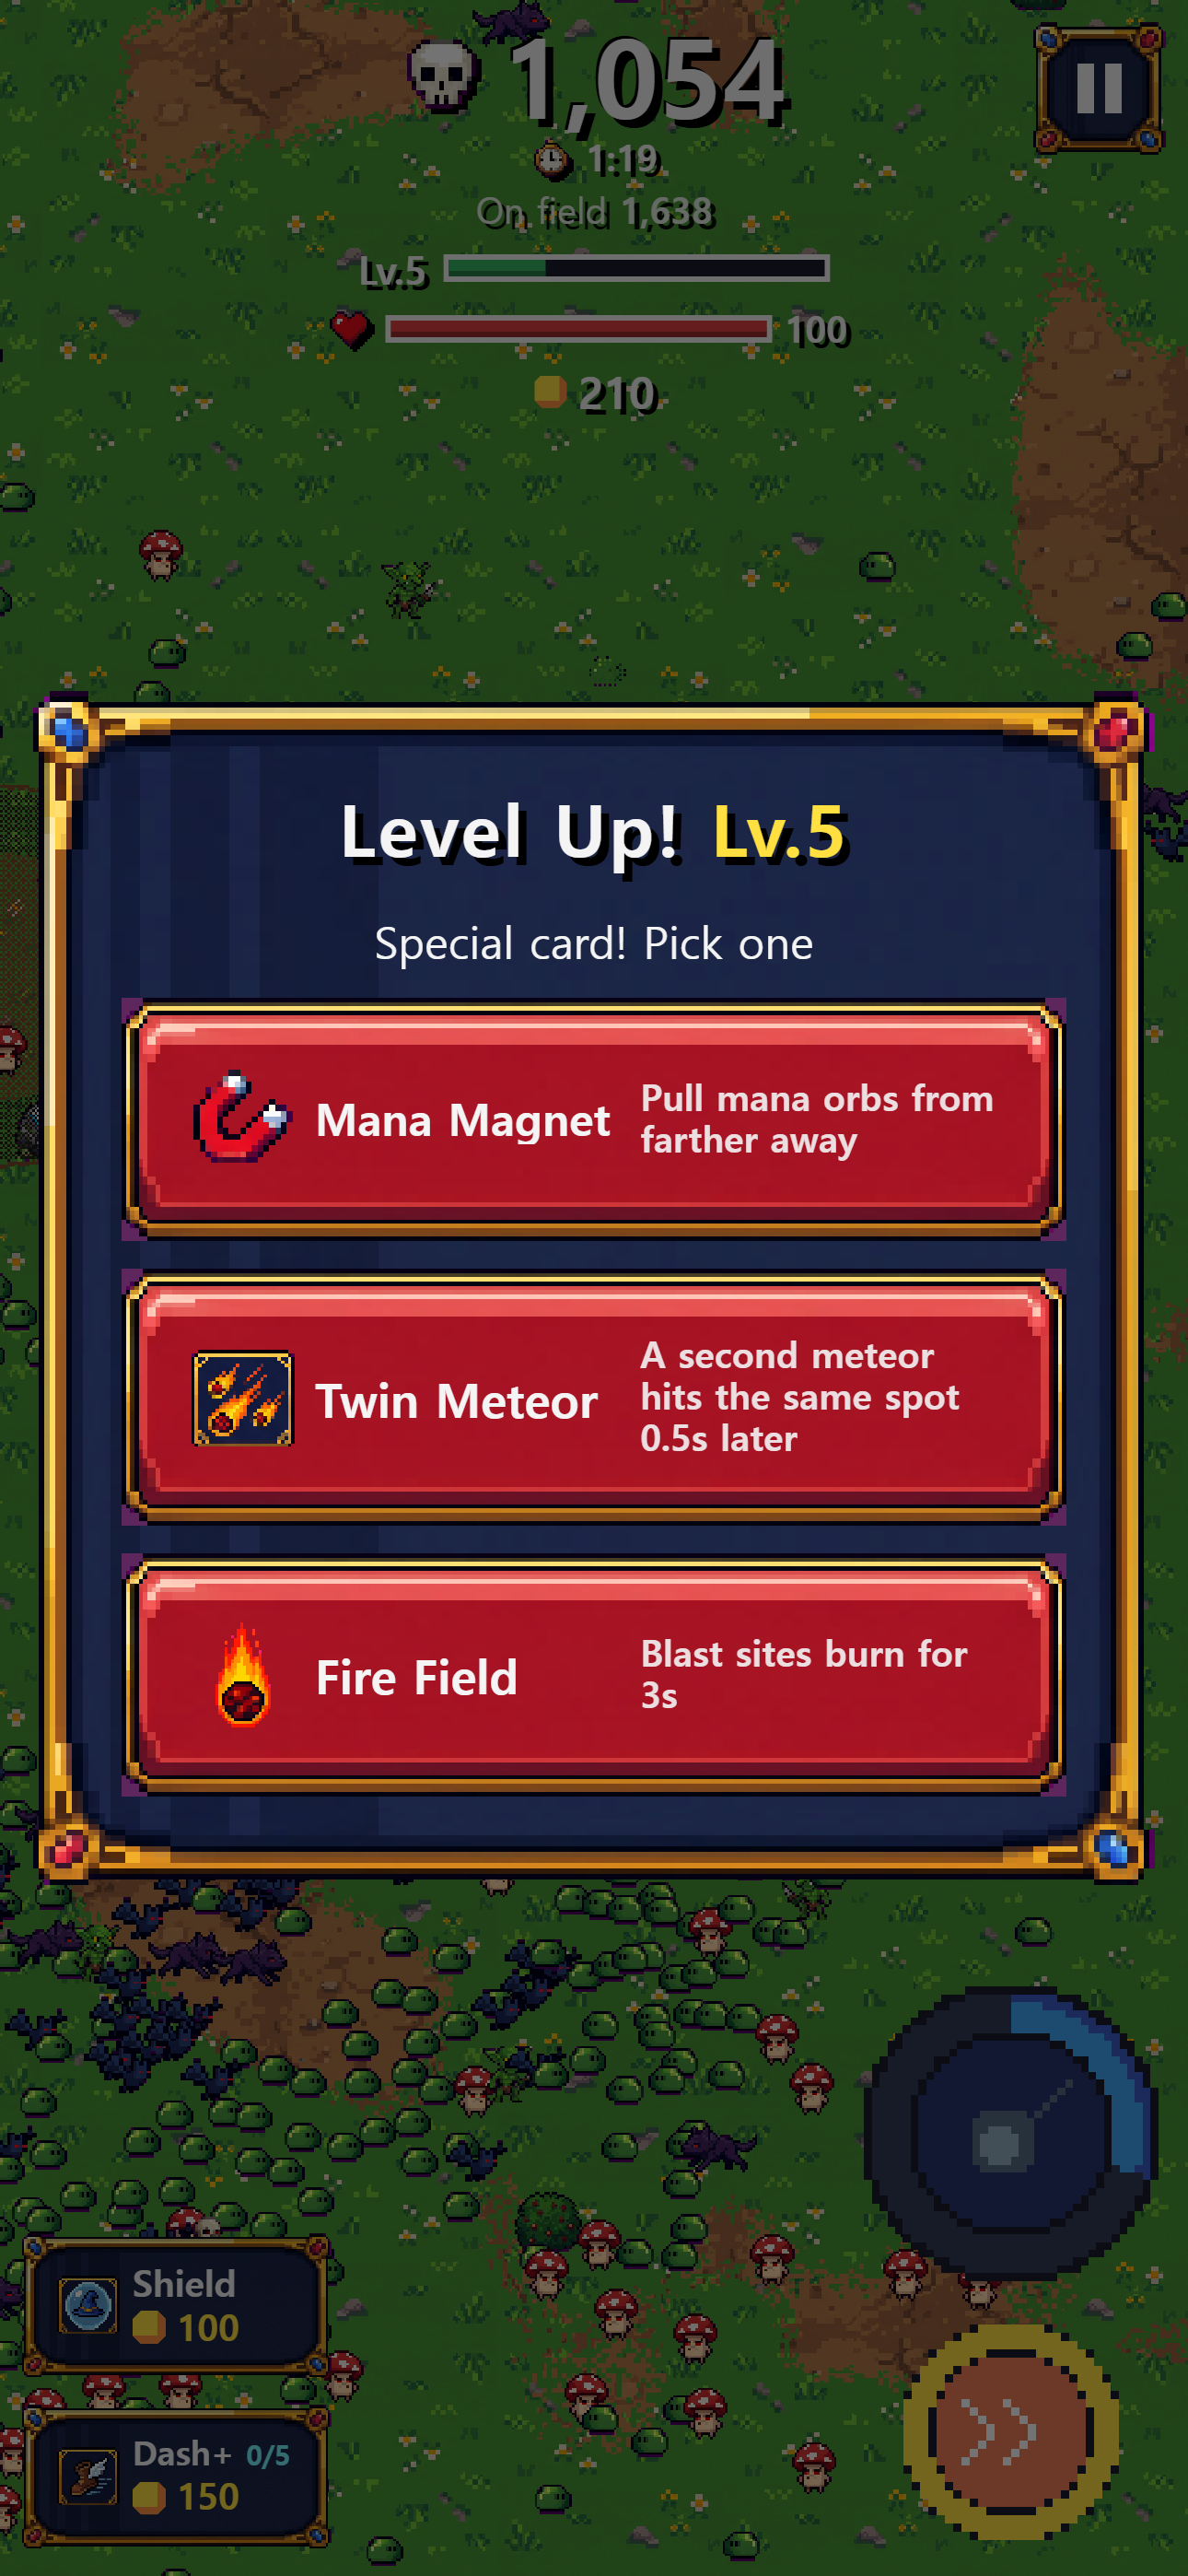 1,054
1:19
On field 1,638
Lv.5
100
210
Level Up! Lv.5
Special card! Pick one
Mana Magnet
Pull mana orbs from
farther away
Twin Meteor
A second meteor
hits the same spot
0.5s later
Fire Field
Blast sites burn for
3s
Shield
100
Dash+ 0/5
150